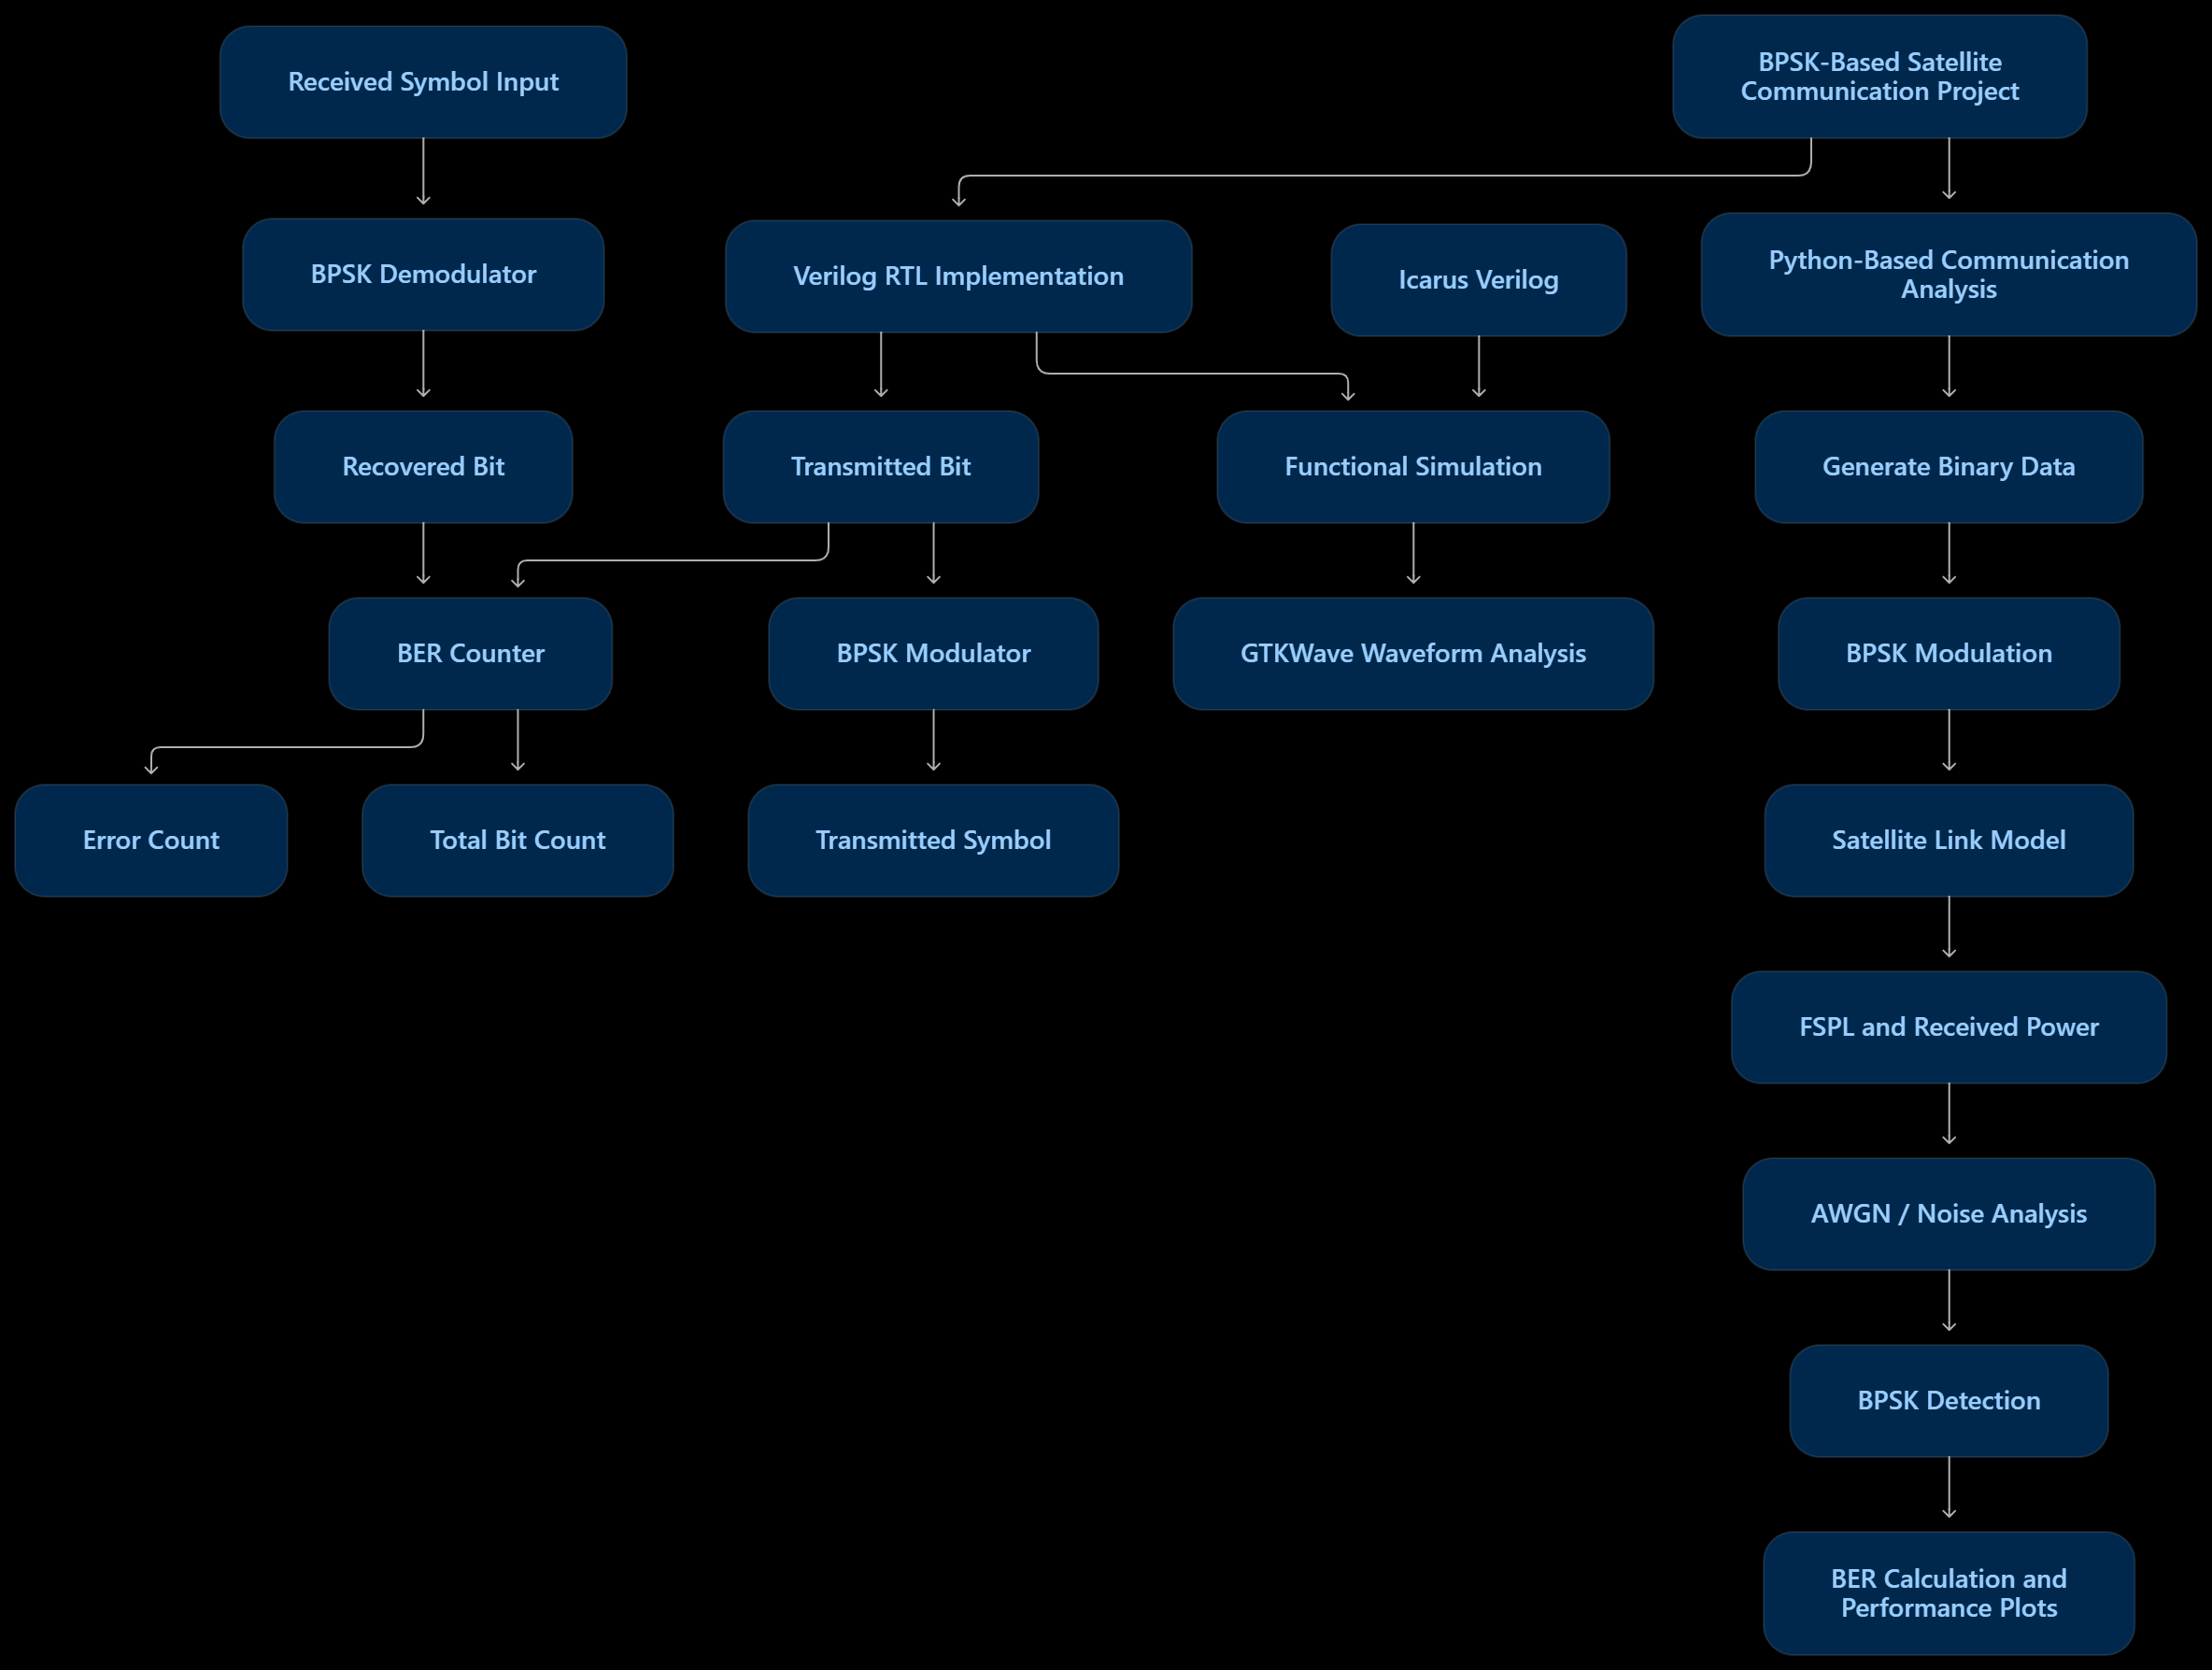 Received Symbol Input
BPSK-Based Satellite
Communication Project
BPSK Demodulator
Verilog RTL Implementation
Icarus Verilog
Python-Based Communication
Analysis
Recovered Bit
Transmitted Bit
Functional Simulation
Generate Binary Data
BER Counter
BPSK Modulator
GTKWave Waveform Analysis
BPSK Modulation
Error Count
Total Bit Count
Transmitted Symbol
Satellite Link Model
FSPL and Received Power
AWGN / Noise Analysis
BPSK Detection
BER Calculation and
Performance Plots